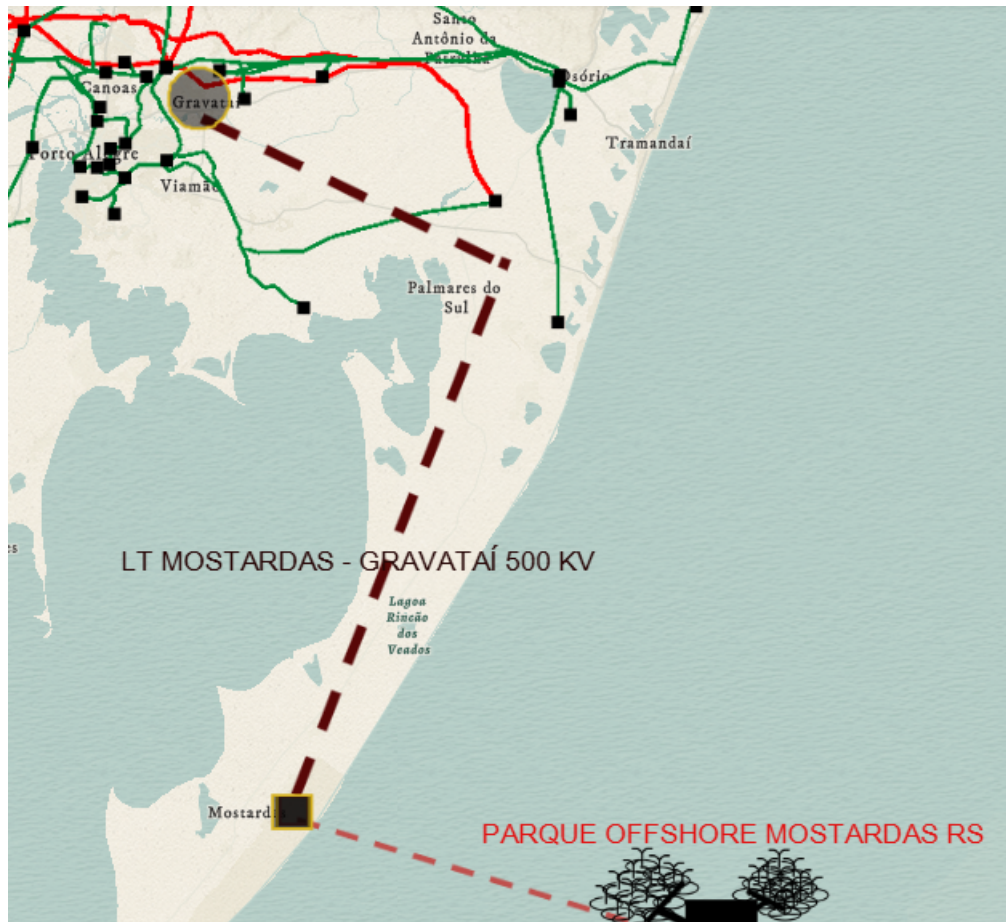 Santo
Antônio da
Patrulha
Osório
Canoas
Gravataí
Tramandaí
Porto Alegre
Viamão
Palmares do
Sul
es
LT MOSTARDAS - GRAVATAÍ 500 KV
Lagoa
Rincão
dos
Veados
Mostardas
PARQUE OFFSHORE MOSTARDAS RS